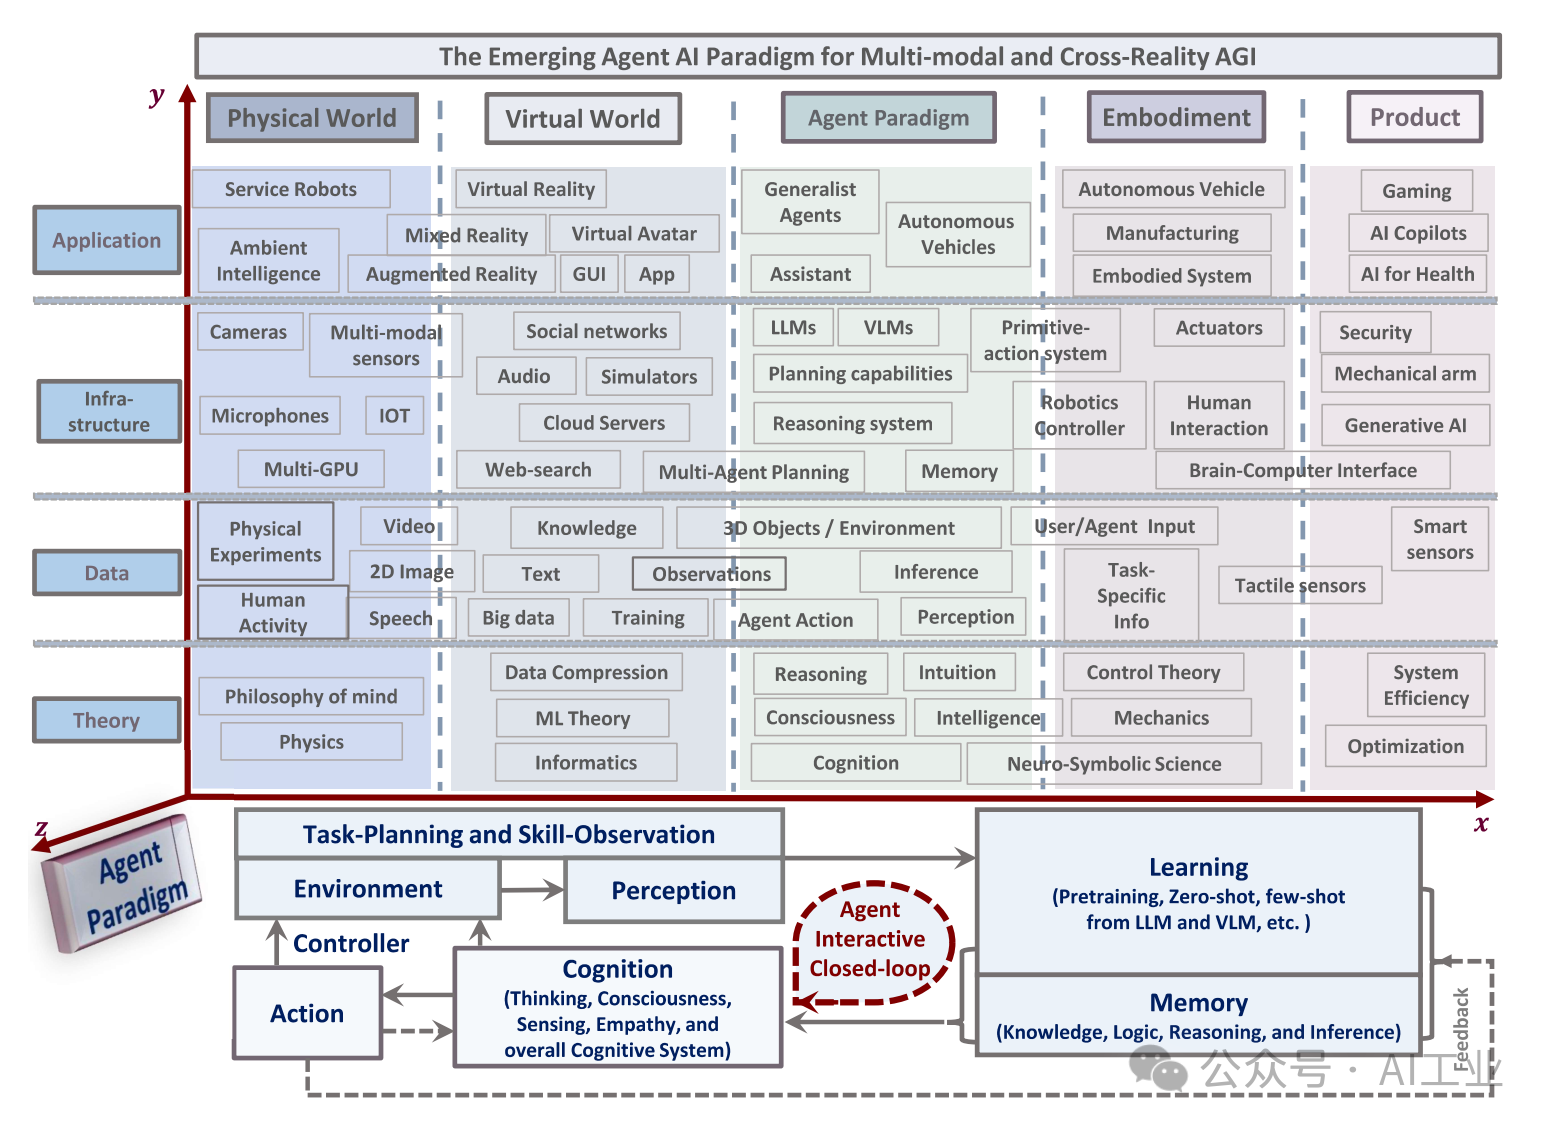 The Emerging Agent AI Paradigm for Multi-modal and Cross-Reality AGI
y
Physical World
Virtual World
Agent Paradigm
Embodiment
Product
Application
Service Robots
Ambient
Intelligence
Mixed Reality
Augmented Reality
Virtual Reality
Virtual Avatar
GUI
App
Generalist
Agents
Autonomous
Vehicles
Assistant
Autonomous Vehicle
Manufacturing
Embodied System
Gaming
AI Copilots
AI for Health
Infra-
structure
Cameras
Multi-modal
sensors
Microphones
IOT
Multi-GPU
Social networks
Audio
Simulators
Cloud Servers
Web-search
Multi-Agent Planning
LLMs
VLMs
Primitive-
action system
Planning capabilities
Reasoning system
Memory
Robotics
Controller
Actuators
Human
Interaction
Brain-Computer Interface
Security
Mechanical arm
Generative AI
Data
Physical
Experiments
Video
2D Image
Human
Activity
Speech
Knowledge
Text
Big data
Training
3D Objects / Environment
Observations
Agent Action
Inference
Perception
User/Agent Input
Task-
Specific
Info
Tactile sensors
Smart
sensors
Theory
Philosophy of mind
Physics
Data Compression
ML Theory
Informatics
Reasoning
Intuition
Consciousness
Intelligence
Cognition
Neuro-Symbolic Science
Control Theory
Mechanics
System
Efficiency
Optimization
z
x
Agent
Paradigm
Task-Planning and Skill-Observation
Environment
Perception
Controller
Action
Cognition
(Thinking, Consciousness,
Sensing, Empathy, and
overall Cognitive System)
Agent
Interactive
Closed-loop
Learning
(Pretraining, Zero-shot, few-shot
from LLM and VLM, etc. )
Memory
(Knowledge, Logic, Reasoning, and Inference)
Feedback
公众号 · AI工业